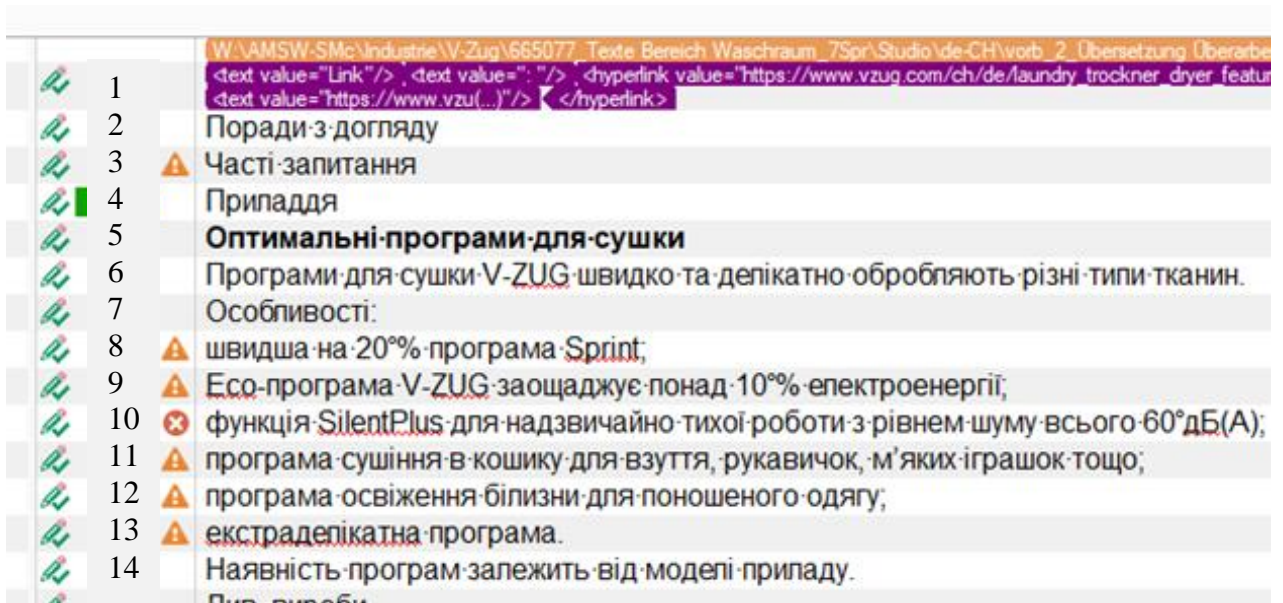 W:\AMSW-SMc\Industrie\V-Zug\665077_Texte Bereich Waschraum_7Spr\Studio\de-CH\vorb_2_Übersetzung Überarbe
1 <text value="Link"/> , <text value=": "/> , <hyperlink value="https://www.vzug.com/ch/de/laundry_trockner_dryer_featur
<text value="https://www.vzu(...)"/> </hyperlink>
2 Поради·з·догляду
3 Часті·запитання
4 Приладдя
5 Оптимальні·програми·для·сушки
6 Програми·для·сушки·V-ZUG·швидко·та·делікатно·обробляють·різні·типи·тканин.
7 Особливості:
8 швидша·на·20°%·програма·Sprint;
9 Eco-програма·V-ZUG·заощаджує·понад·10°%·електроенергії;
10 функція·SilentPlus·для·надзвичайно·тихої·роботи·з·рівнем·шуму·всього·60°дБ(А);
11 програма·сушіння·в·кошику·для·взуття,·рукавичок,·м’яких·іграшок·тощо;
12 програма·освіження·білизни·для·поношеного·одягу;
13 екстраделікатна·програма.
14 Наявність·програм·залежить·від·моделі·приладу.